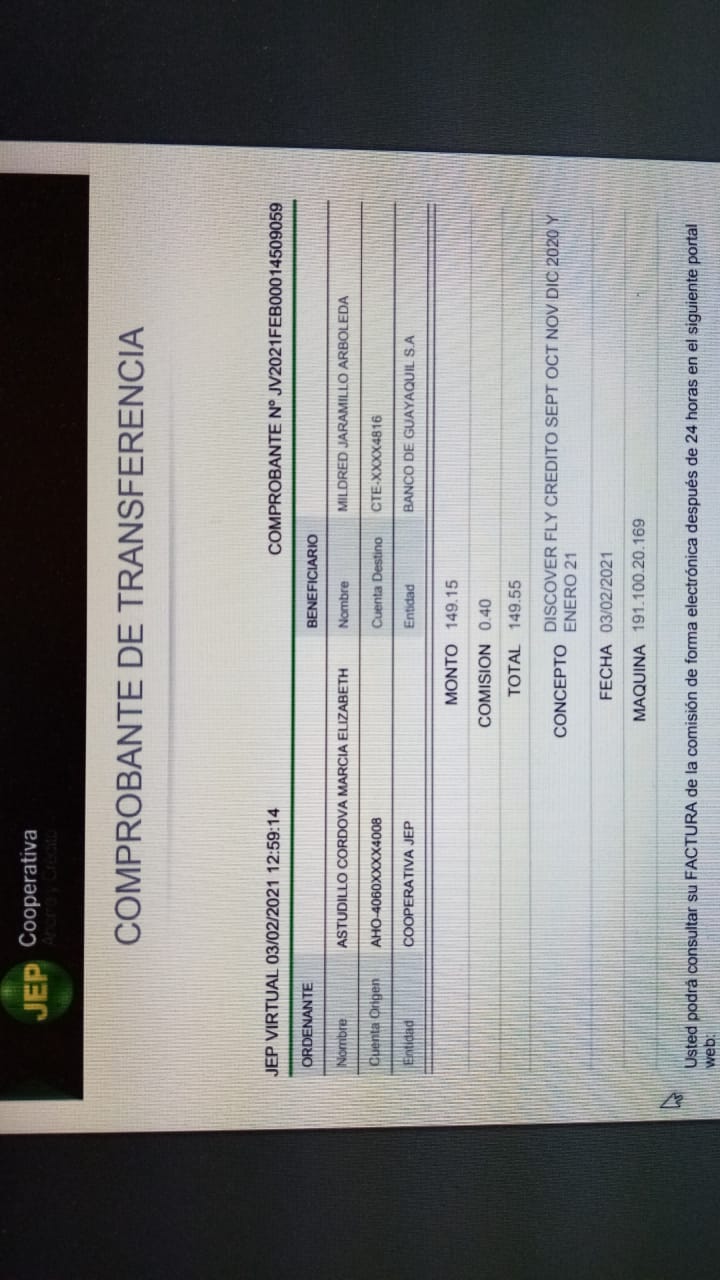 JEP Cooperativa
Ahorro y Crédito
COMPROBANTE DE TRANSFERENCIA
JEP VIRTUAL 03/02/2021 12:59:14 COMPROBANTE Nº JV2021FEB00014509059
ORDENANTE BENEFICIARIO
Nombre ASTUDILLO CORDOVA MARCIA ELIZABETH Nombre MILDRED JARAMILLO ARBOLEDA
Cuenta Origen AHO-4060XXXXX4008 Cuenta Destino CTE-XXXX4816
Entidad COOPERATIVA JEP Entidad BANCO DE GUAYAQUIL S.A
MONTO 149.15
COMISION 0.40
TOTAL 149.55
CONCEPTO DISCOVER FLY CREDITO SEPT OCT NOV DIC 2020 Y
ENERO 21
FECHA 03/02/2021
MAQUINA 191.100.20.169
Usted podrá consultar su FACTURA de la comisión de forma electrónica después de 24 horas en el siguiente portal
web: